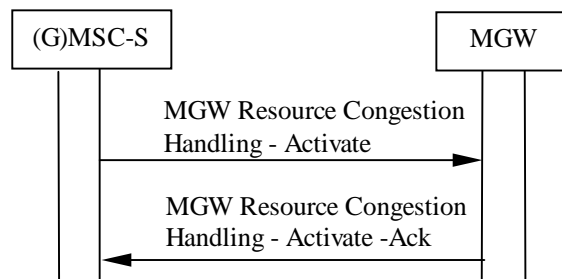 (G)MSC-S
MGW
MGW Resource Congestion
Handling - Activate
MGW Resource Congestion
Handling - Activate -Ack